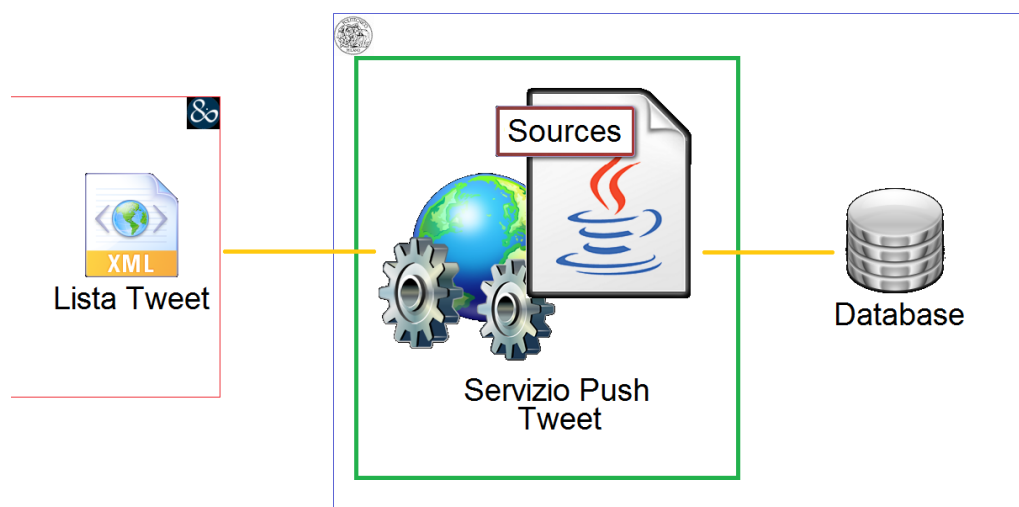 Sources
XML
Lista Tweet
Servizio Push
Tweet
Database